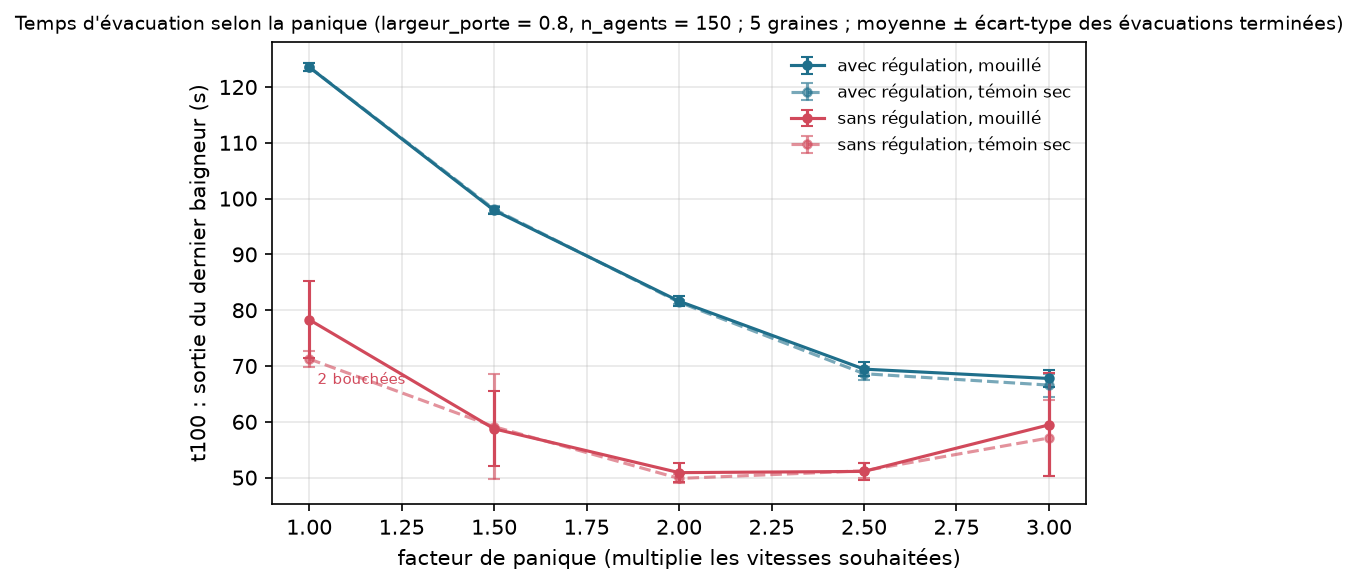 Temps d'évacuation selon la panique (largeur_porte = 0.8, n_agents = 150 ; 5 graines ; moyenne ± écart-type des évacuations terminées)
avec régulation, mouillé
avec régulation, témoin sec
sans régulation, mouillé
sans régulation, témoin sec
t100 : sortie du dernier baigneur (s)
120
110
100
90
80
70
60
50
2 bouchées
1.00 1.25 1.50 1.75 2.00 2.25 2.50 2.75 3.00
facteur de panique (multiplie les vitesses souhaitées)